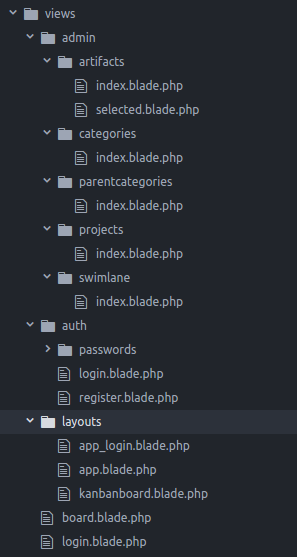 views
admin
artifacts
index.blade.php
selected.blade.php
categories
index.blade.php
parentcategories
index.blade.php
projects
index.blade.php
swimlane
index.blade.php
auth
passwords
login.blade.php
register.blade.php
layouts
app_login.blade.php
app.blade.php
kanbanboard.blade.php
board.blade.php
login.blade.php